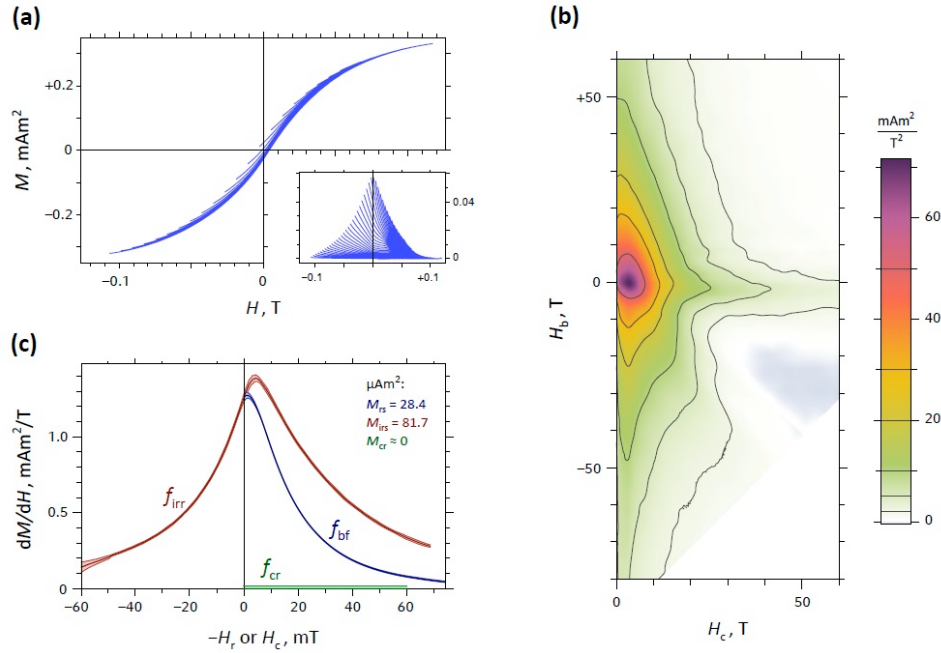 (a)
M, mAm²
+0.2
0
−0.2
−0.1
0
H, T
0.04
0
-0.1
+0.1
(b)
H_b, T
+50
0
−50
0
50
H_c, T
mAm²
T²
60
40
20
0
(c)
dM/dH, mAm²/T
1.0
0.5
0
−60
−40
−20
0
20
40
60
−H_r or H_c, mT
f_irr
f_bf
f_cr
μAm²:
M_rs = 28.4
M_irs = 81.7
M_cr ≈ 0